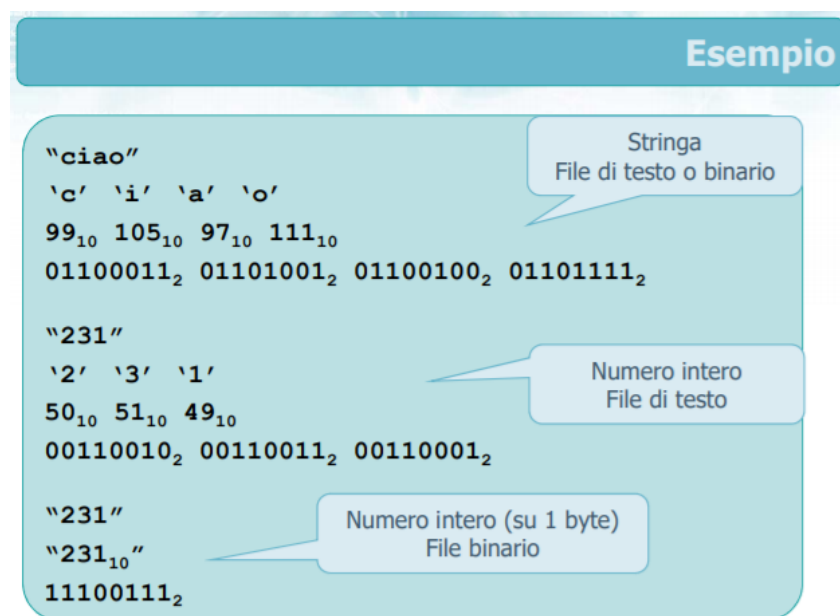 Esempio
"ciao"
‘c’ ‘i’ ‘a’ ‘o’
99₁₀ 105₁₀ 97₁₀ 111₁₀
01100011₂ 01101001₂ 01100100₂ 01101111₂
Stringa
File di testo o binario
"231"
‘2’ ‘3’ ‘1’
50₁₀ 51₁₀ 49₁₀
00110010₂ 00110011₂ 00110001₂
Numero intero
File di testo
"231"
"231₁₀"
11100111₂
Numero intero (su 1 byte)
File binario